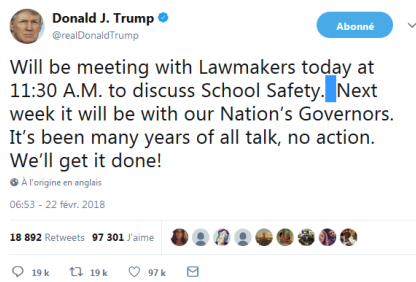 Donald J. Trump
@realDonaldTrump
Abonné
Will be meeting with Lawmakers today at
11:30 A.M. to discuss School Safety. Next
week it will be with our Nation's Governors.
It's been many years of all talk, no action.
We'll get it done!
À l'origine en anglais
06:53 - 22 févr. 2018
18 892 Retweets 97 301 J'aime
19 k 19 k 97 k